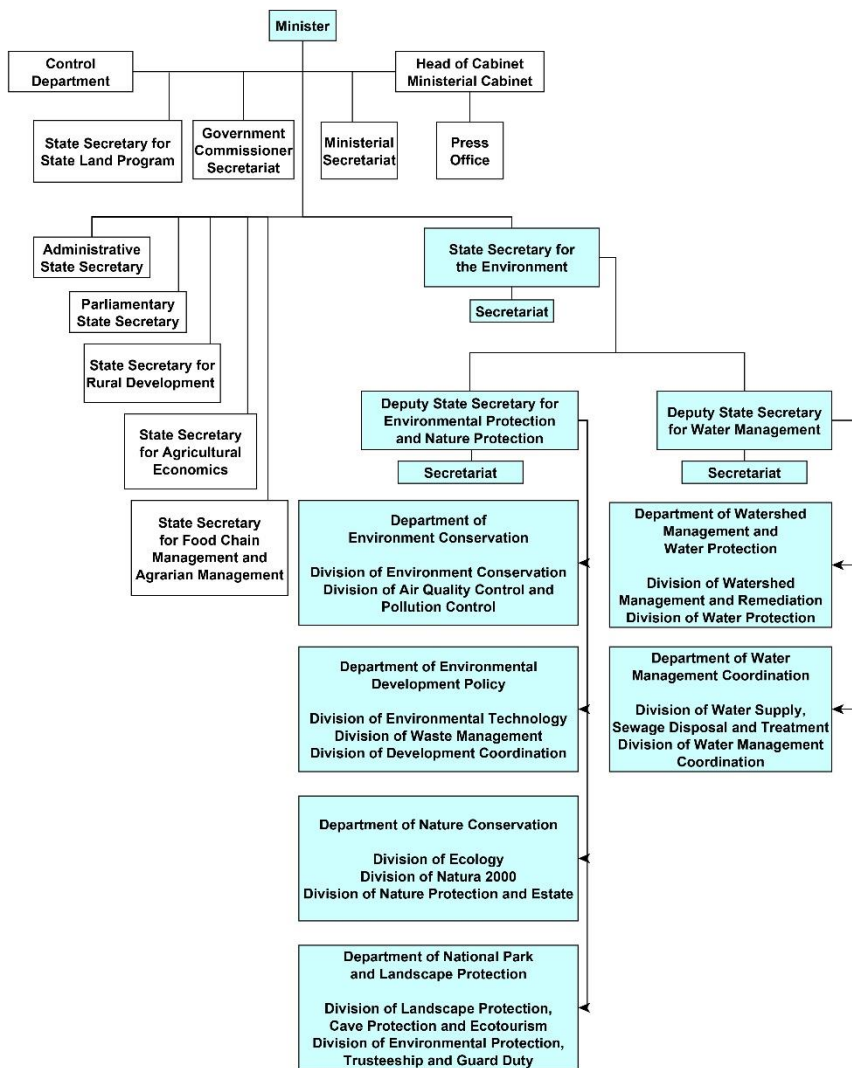 Minister
Control
Department
Head of Cabinet
Ministerial Cabinet
State Secretary for
State Land Program
Government
Commissioner
Secretariat
Ministerial
Secretariat
Press
Office
Administrative
State Secretary
Parliamentary
State Secretary
State Secretary for
Rural Development
State Secretary
for Agricultural
Economics
State Secretary
for Food Chain
Management and
Agrarian Management
State Secretary for
the Environment
Secretariat
Deputy State Secretary for
Environmental Protection
and Nature Protection
Secretariat
Department of
Environment Conservation
Division of Environment Conservation
Division of Air Quality Control and
Pollution Control
Department of Environmental
Development Policy
Division of Environmental Technology
Division of Waste Management
Division of Development Coordination
Department of Nature Conservation
Division of Ecology
Division of Natura 2000
Division of Nature Protection and Estate
Department of National Park
and Landscape Protection
Division of Landscape Protection,
Cave Protection and Ecotourism
Division of Environmental Protection,
Trusteeship and Guard Duty
Deputy State Secretary
for Water Management
Secretariat
Department of Watershed
Management and
Water Protection
Division of Watershed
Management and Remediation
Division of Water Protection
Department of Water
Management Coordination
Division of Water Supply,
Sewage Disposal and Treatment
Division of Water Management
Coordination